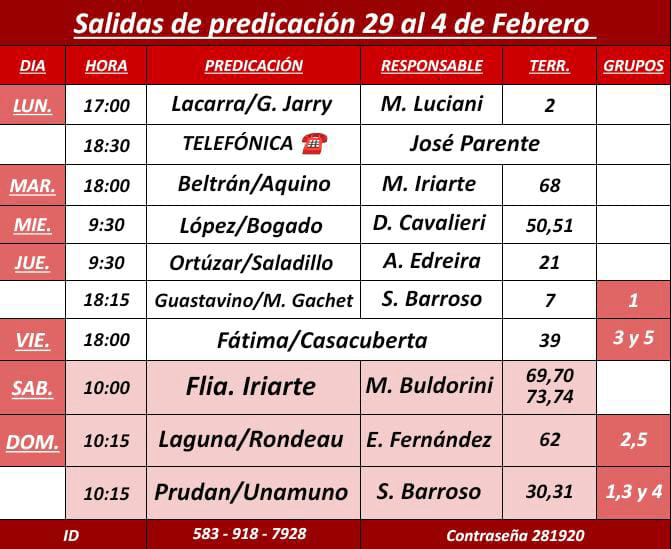 Salidas de predicación 29 al 4 de Febrero
DIA HORA PREDICACIÓN RESPONSABLE TERR. GRUPOS
LUN. 17:00 Lacarra/G. Jarry M. Luciani 2
18:30 TELEFÓNICA ☎️ José Parente
MAR. 18:00 Beltrán/Aquino M. Iriarte 68
MIE. 9:30 López/Bogado D. Cavalieri 50,51
JUE. 9:30 Ortúzar/Saladillo A. Edreira 21
18:15 Guastavino/M. Gachet S. Barroso 7 1
VIE. 18:00 Fátima/Casacuberta 39 3 y 5
SAB. 10:00 Flia. Iriarte M. Buldorini 69,70
73,74
DOM. 10:15 Laguna/Rondeau E. Fernández 62 2,5
10:15 Prudan/Unamuno S. Barroso 30,31 1,3 y 4
ID 583 - 918 - 7928 Contraseña 281920